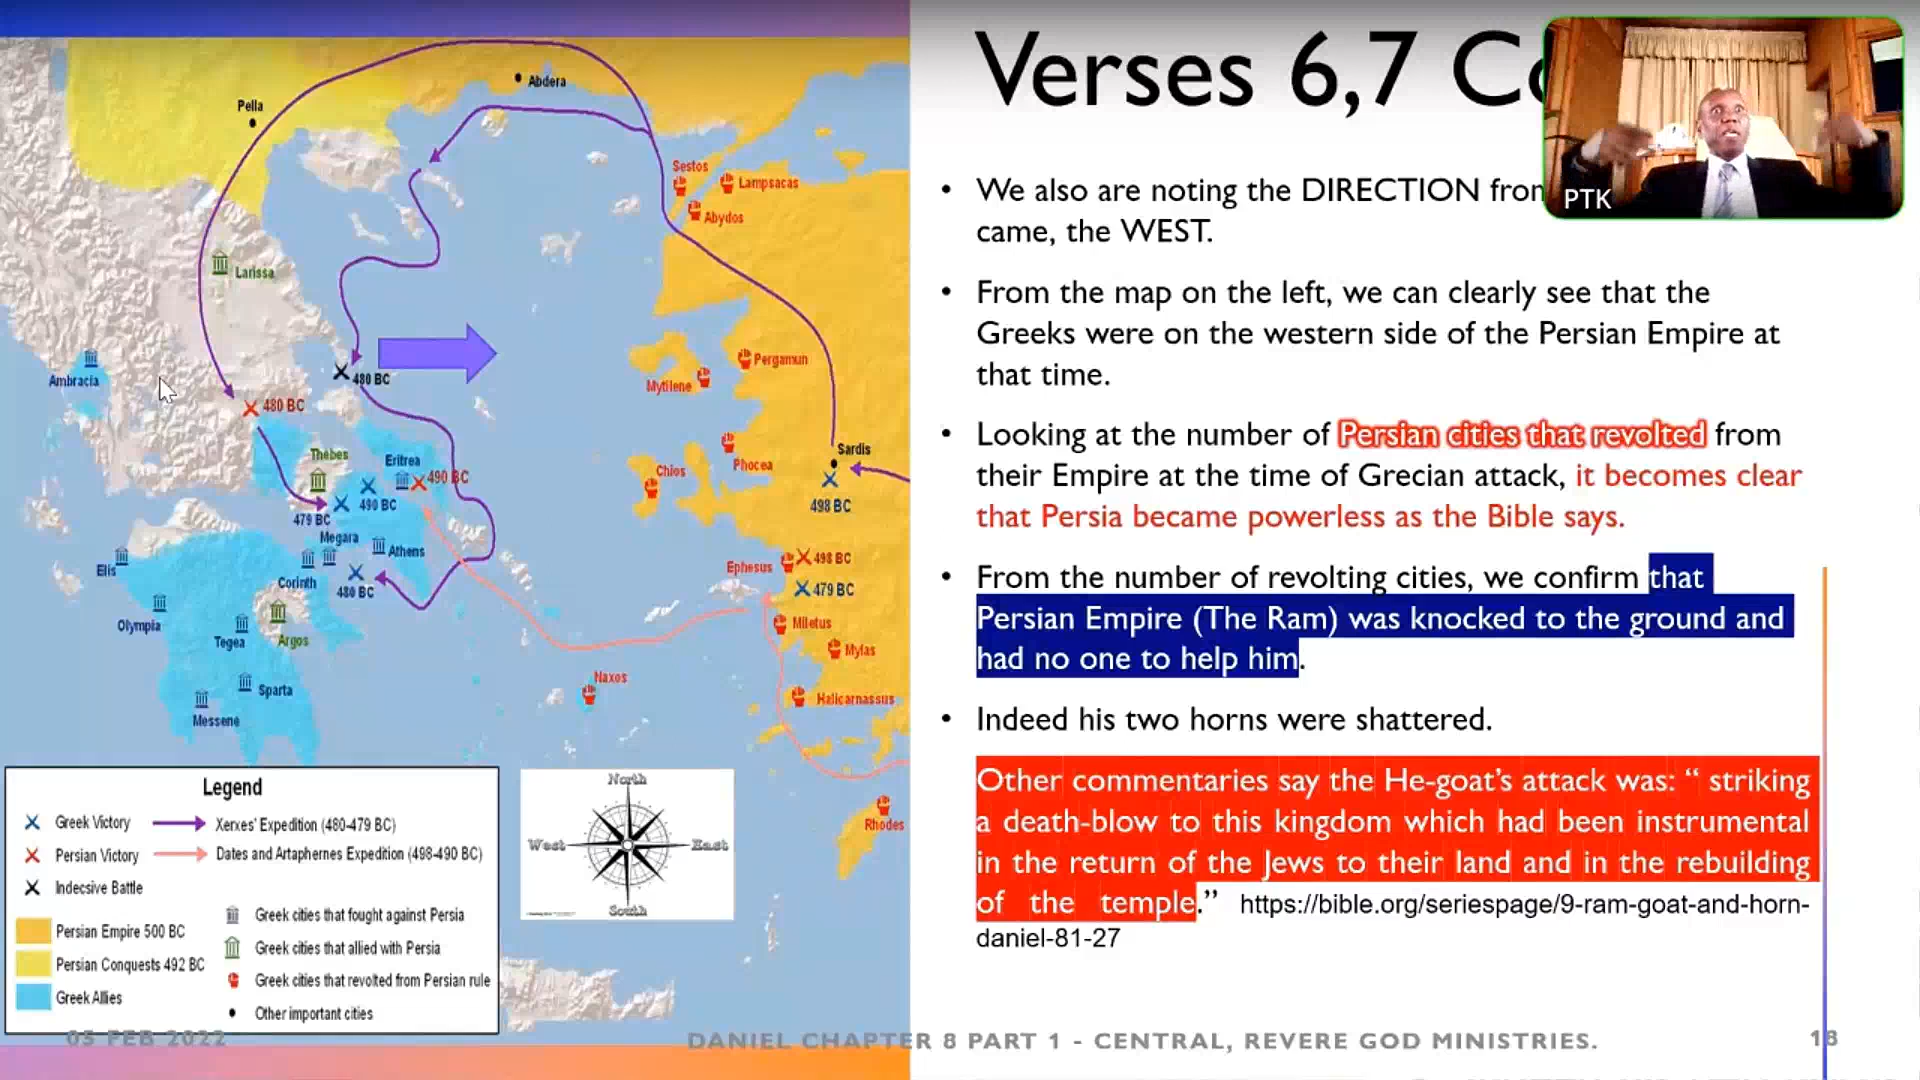 Verses 6,7 C
PTK
• We also are noting the DIRECTION from
came, the WEST.
• From the map on the left, we can clearly see that the
Greeks were on the western side of the Persian Empire at
that time.
• Looking at the number of Persian cities that revolted from
their Empire at the time of Grecian attack, it becomes clear
that Persia became powerless as the Bible says.
• From the number of revolting cities, we confirm that
Persian Empire (The Ram) was knocked to the ground and
had no one to help him.
• Indeed his two horns were shattered.
Other commentaries say the He-goat's attack was: “ striking
a death-blow to this kingdom which had been instrumental
in the return of the Jews to their land and in the rebuilding
of the temple.” https://bible.org/seriespage/9-ram-goat-and-horn-
daniel-81-27
Abdera
Pella
Sestos
Lampsacas
Abydos
Larissa
Ambracia
480 BC
480 BC
Pergamun
Mytilene
Thebes
Eritrea
490 BC
490 BC
479 BC
Chios
Phocea
Sardis
498 BC
Megara
Athens
Elis
Corinth
480 BC
Ephesus
498 BC
479 BC
Olympia
Tegea
Argos
Miletus
Mylas
Naxos
Halicarnassus
Sparta
Messene
Rhodes
Legend
Greek Victory
Xerxes' Expedition (480-479 BC)
Persian Victory
Dates and Artaphernes Expedition (498-490 BC)
Indecsive Battle
Greek cities that fought against Persia
Persian Empire 500 BC
Greek cities that allied with Persia
Persian Conquests 492 BC
Greek cities that revolted from Persian rule
Greek Allies
Other important cities
North
West
East
South
05 FEB 2022
DANIEL CHAPTER 8 PART 1 - CENTRAL, REVERE GOD MINISTRIES.
18